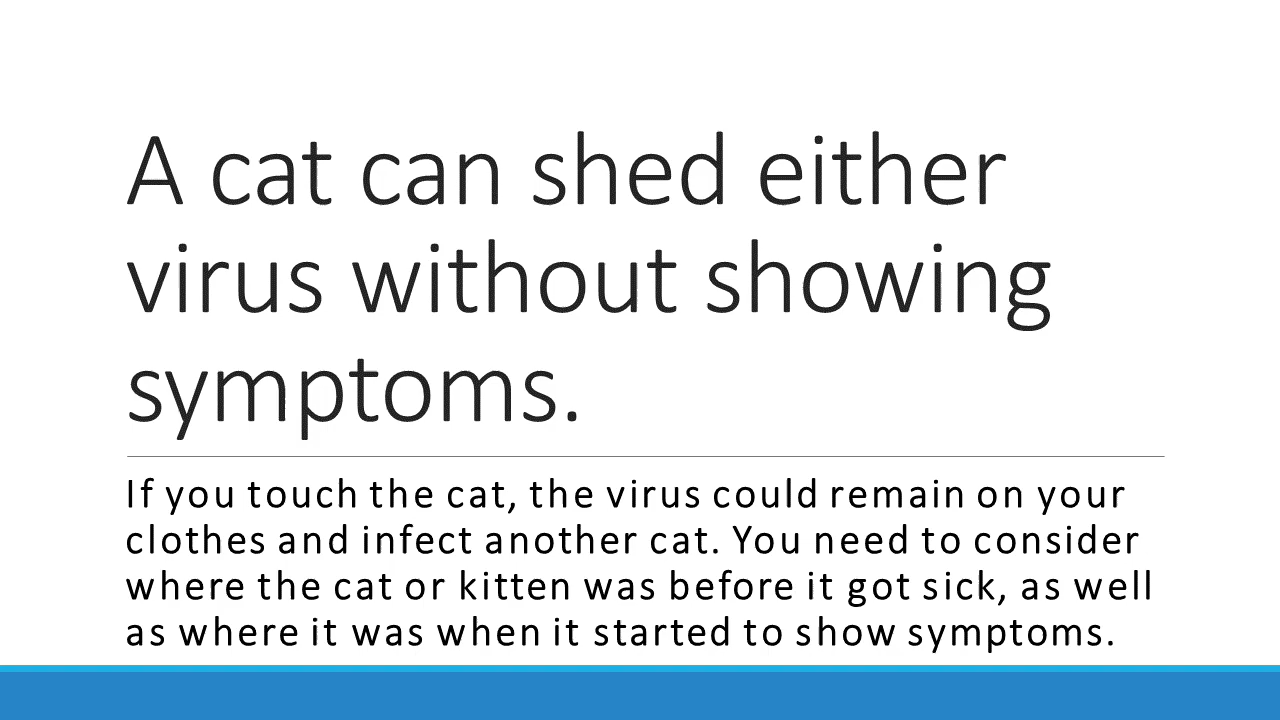 A cat can shed either
virus without showing
symptoms.
If you touch the cat, the virus could remain on your
clothes and infect another cat. You need to consider
where the cat or kitten was before it got sick, as well
as where it was when it started to show symptoms.